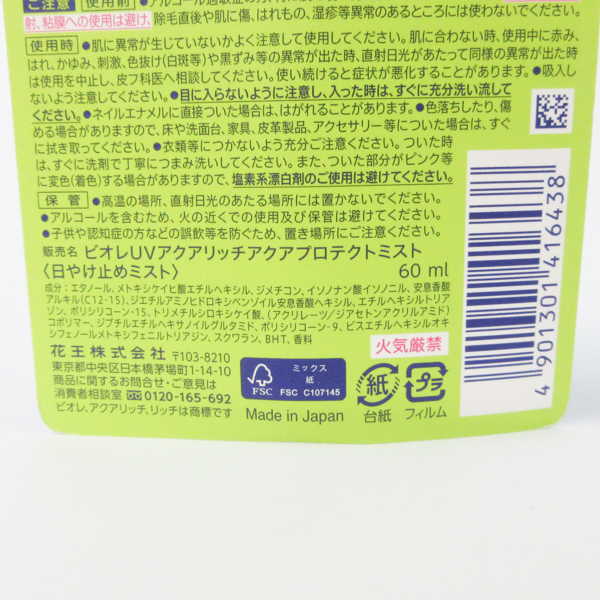 ご注意 使用前 ●アルコール過敏症の方
射、粘膜への使用は避け、除毛直後や肌に傷、はれもの、湿疹等異常のあるところには使わないでください。
使用時 ●肌に異常が生じていないかよく注意して使用してください。肌に合わない時、使用中に赤み、
はれ、かゆみ、刺激、色抜け(白斑等)や黒ずみ等の異常が出た時、直射日光があたって同様の異常が出た時
は使用を中止し、皮フ科医へ相談してください。使い続けると症状が悪化することがあります。●吸入し
ないよう注意してください。●目に入らないように注意し、入った時は、すぐに充分洗い流して
ください。●ネイルエナメルに直接ついた場合は、はがれることがあります。●色落ちしたり、傷
める場合がありますので、床や洗面台、家具、皮革製品、アクセサリー等についた場合は、すぐ
に拭き取ってください。●衣類等につかないよう充分ご注意ください。ついた時
は、すぐに洗剤で丁寧につまみ洗いしてください。また、ついた部分がピンク等
に変色(着色)する場合がありますので、塩素系漂白剤のご使用は避けてください。
保管 ●高温の場所、直射日光のあたる場所には置かないでください。
●アルコールを含むため、火の近くでの使用及び保管は避けてください。
●子供や認知症の方などの誤飲等を防ぐため、置き場所にご注意ください。
販売名 ビオレUVアクアリッチアクアプロテクトミスト
〈日やけ止めミスト〉 60 ml
成分:エタノール、メトキシケイヒ酸エチルヘキシル、ジメチコン、イソノナン酸イソノニル、安息香酸
アルキル(C12-15)、ジエチルアミノヒドロキシベンゾイル安息香酸ヘキシル、エチルヘキシルトリア
ゾン、ポリシリコーン-15、トリメチルシロキシケイ酸、(アクリレーツ/ジアセトンアクリルアミド)
コポリマー、ジブチルエチルヘキサノイルグルタミド、ポリシリコーン-9、ビスエチルヘキシルオキ
シフェノールメトキシフェニルトリアジン、スクワラン、BHT、香料
花王株式会社 〒103-8210
東京都中央区日本橋茅場町1-14-10
商品に関するお問合せ・ご意見は
消費者相談室 0120-165-692
ビオレ、アクアリッチ、リッチは商標です
FSC
ミックス
紙
FSC C107145
Made in Japan
火気厳禁
紙
台紙
プラ
フィルム
4 901301 416438